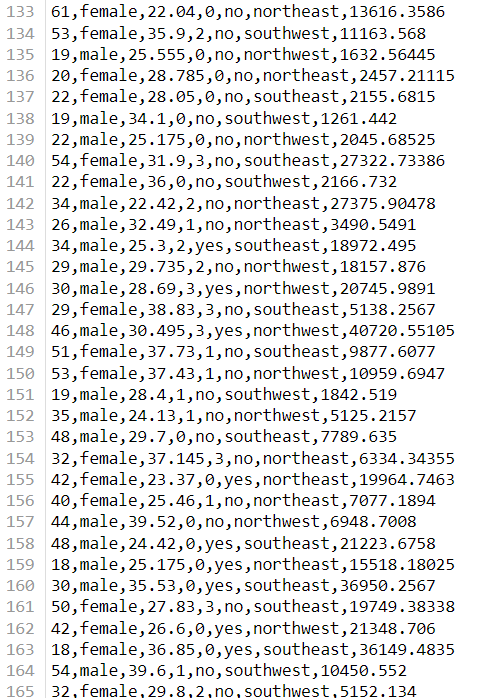 133 61,female,22.04,0,no,northeast,13616.3586
134 53,female,35.9,2,no,southwest,11163.568
135 19,male,25.555,0,no,northwest,1632.56445
136 20,female,28.785,0,no,northeast,2457.21115
137 22,female,28.05,0,no,southeast,2155.6815
138 19,male,34.1,0,no,southwest,1261.442
139 22,male,25.175,0,no,northwest,2045.68525
140 54,female,31.9,3,no,southeast,27322.73386
141 22,female,36,0,no,southwest,2166.732
142 34,male,22.42,2,no,northeast,27375.90478
143 26,male,32.49,1,no,northeast,3490.5491
144 34,male,25.3,2,yes,southeast,18972.495
145 29,male,29.735,2,no,northwest,18157.876
146 30,male,28.69,3,yes,northwest,20745.9891
147 29,female,38.83,3,no,southeast,5138.2567
148 46,male,30.495,3,yes,northwest,40720.55105
149 51,female,37.73,1,no,southeast,9877.6077
150 53,female,37.43,1,no,northwest,10959.6947
151 19,male,28.4,1,no,southwest,1842.519
152 35,male,24.13,1,no,northwest,5125.2157
153 48,male,29.7,0,no,southeast,7789.635
154 32,female,37.145,3,no,northeast,6334.34355
155 42,female,23.37,0,yes,northeast,19964.7463
156 40,female,25.46,1,no,northeast,7077.1894
157 44,male,39.52,0,no,northwest,6948.7008
158 48,male,24.42,0,yes,southeast,21223.6758
159 18,male,25.175,0,yes,northeast,15518.18025
160 30,male,35.53,0,yes,southeast,36950.2567
161 50,female,27.83,3,no,southeast,19749.38338
162 42,female,26.6,0,yes,northwest,21348.706
163 18,female,36.85,0,yes,southeast,36149.4835
164 54,male,39.6,1,no,southwest,10450.552
165 32,female,29.8,2,no,southwest,5152.134